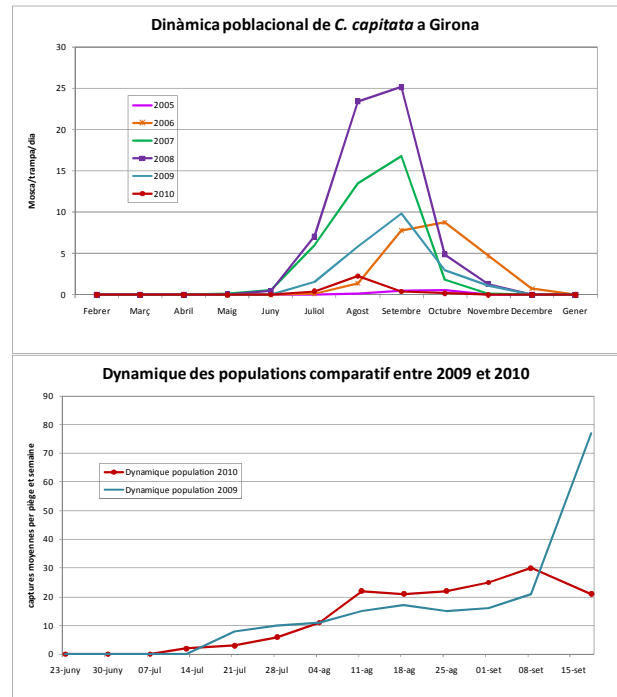 Dinàmica poblacional de C. capitata a Girona
30
25
20
15
10
5
0
Mosca/trampa/dia
2005
2006
2007
2008
2009
2010
Febrer Març Abril Maig Juny Juliol Agost Setembre Octubre Novembre Decembre Gener
Dynamique des populations comparatif entre 2009 et 2010
90
80
70
60
50
40
30
20
10
0
captures moyennes per piège et semaine
Dynamique population 2010
Dynamique population 2009
23-juny 30-juny 07-jul 14-jul 21-jul 28-jul 04-ag 11-ag 18-ag 25-ag 01-set 08-set 15-set